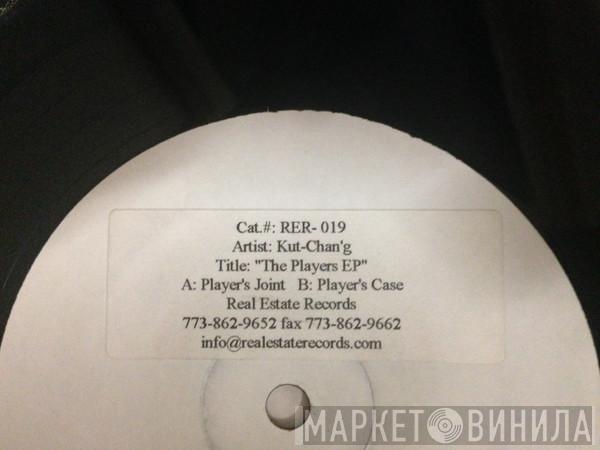 Cat.#: RER- 019
Artist: Kut-Chan'g
Title: "The Players EP"
A: Player's Joint B: Player's Case
Real Estate Records
773-862-9652 fax 773-862-9662
info@realestaterecords.com
МАРКЕТ ВИНИЛА